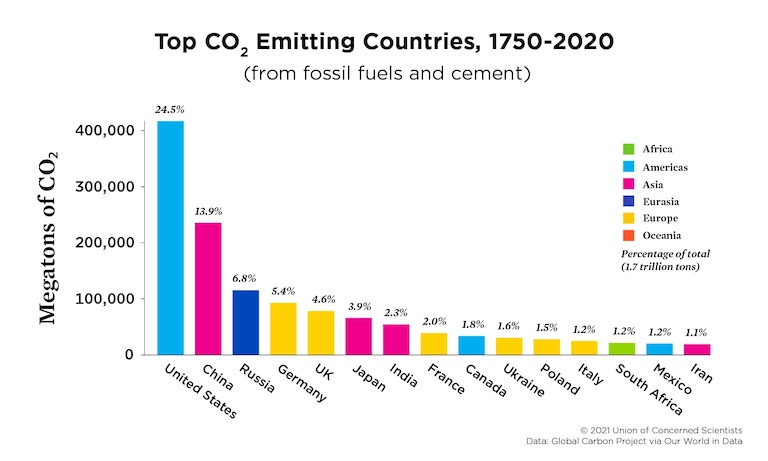 Top CO₂ Emitting Countries, 1750-2020
(from fossil fuels and cement)
Megatons of CO₂
400,000
300,000
200,000
100,000
0
24.5%
13.9%
6.8%
5.4%
4.6%
3.9%
2.3%
2.0%
1.8%
1.6%
1.5%
1.2%
1.2%
1.2%
1.1%
United States
China
Russia
Germany
UK
Japan
India
France
Canada
Ukraine
Poland
Italy
South Africa
Mexico
Iran
Africa
Americas
Asia
Eurasia
Europe
Oceania
Percentage of total
(1.7 trillion tons)
© 2021 Union of Concerned Scientists
Data: Global Carbon Project via Our World in Data